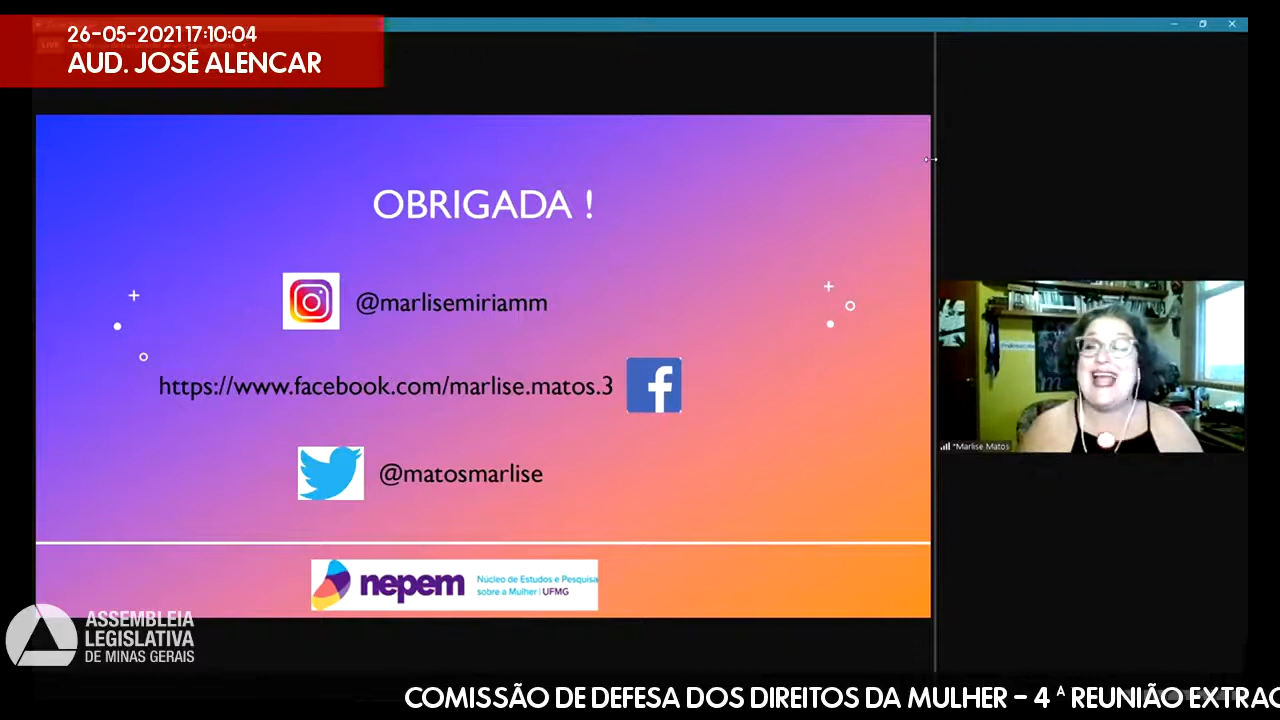 26-05-2021 17:10:04
AUD. JOSÉ ALENCAR
OBRIGADA !
@marlisemiriamm
https://www.facebook.com/marlise.matos.3
@matosmarlise
nepem
Núcleo de Estudos e Pesquisa
sobre a Mulher | UFMG
*Marlise Matos
ASSEMBLEIA
LEGISLATIVA
DE MINAS GERAIS
COMISSÃO DE DEFESA DOS DIREITOS DA MULHER – 4 ª REUNIÃO EXTRAO